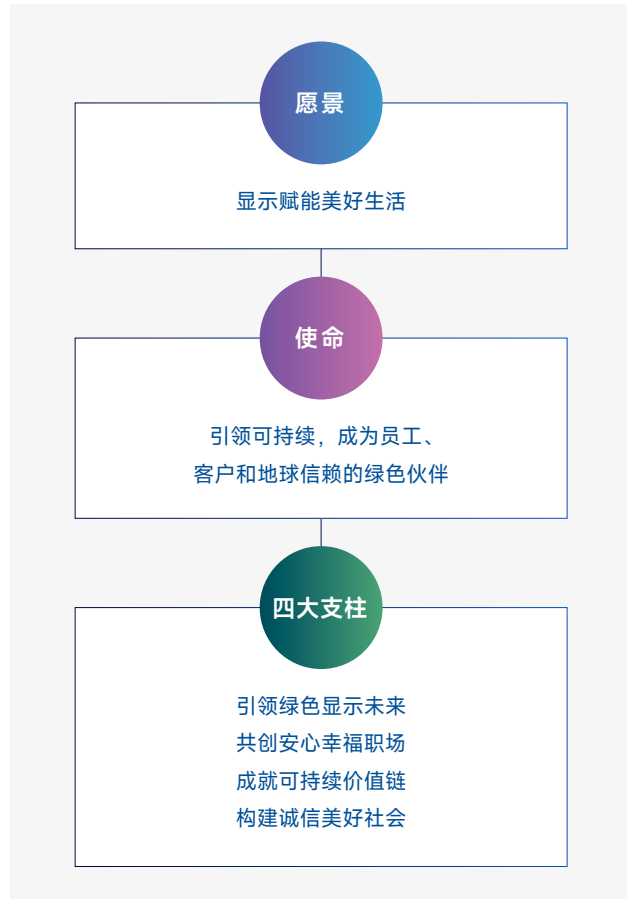 愿景
显示赋能美好生活
使命
引领可持续，成为员工、
客户和地球信赖的绿色伙伴
四大支柱
引领绿色显示未来
共创安心幸福职场
成就可持续价值链
构建诚信美好社会